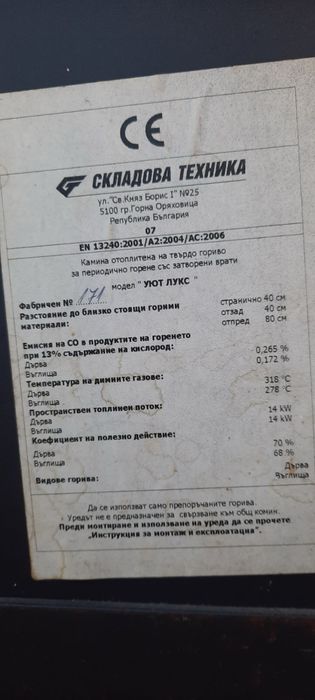 CE
СКЛАДОВА ТЕХНИКА
ул."Св.Княз Борис I" №25
5100 гр.Горна Оряховица
Република България
07
EN 13240:2001/A2:2004/AC:2006
Камина отоплителна на твърдо гориво
за периодично горене със затворени врати
Фабричен № 171 модел " УЮТ ЛУКС "
Разстояние до близко стоящи горими
материали:
странично 40 см
отзад 40 см
отпред 80 см
Емисия на CO в продуктите на горенето
при 13% съдържание на кислород:
Дърва 0,265 %
Въглища 0,172 %
Температура на димните газове:
Дърва 318 °C
Въглища 278 °C
Пространствен топлинен поток:
Дърва 14 kW
Въглища 14 kW
Коефициент на полезно действие:
Дърва 70 %
Въглища 68 %
Видове горива: Дърва
Въглища
Да се използват само препоръчаните горива.
Уредът не е предназначен за свързване към общ комин.
Преди монтиране и използване на уреда да се прочете
„Инструкция за монтаж и експлоатация".